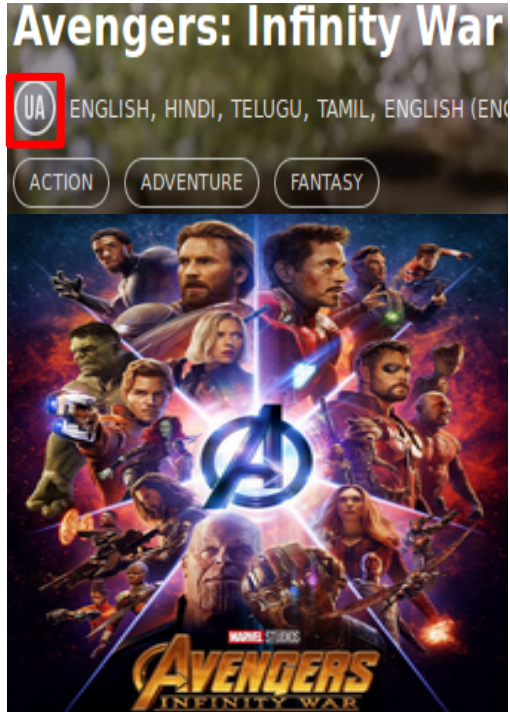 Avengers: Infinity War
UA ENGLISH, HINDI, TELUGU, TAMIL, ENGLISH (ENG
ACTION ADVENTURE FANTASY
MARVEL STUDIOS
AVENGERS
INFINITY WAR